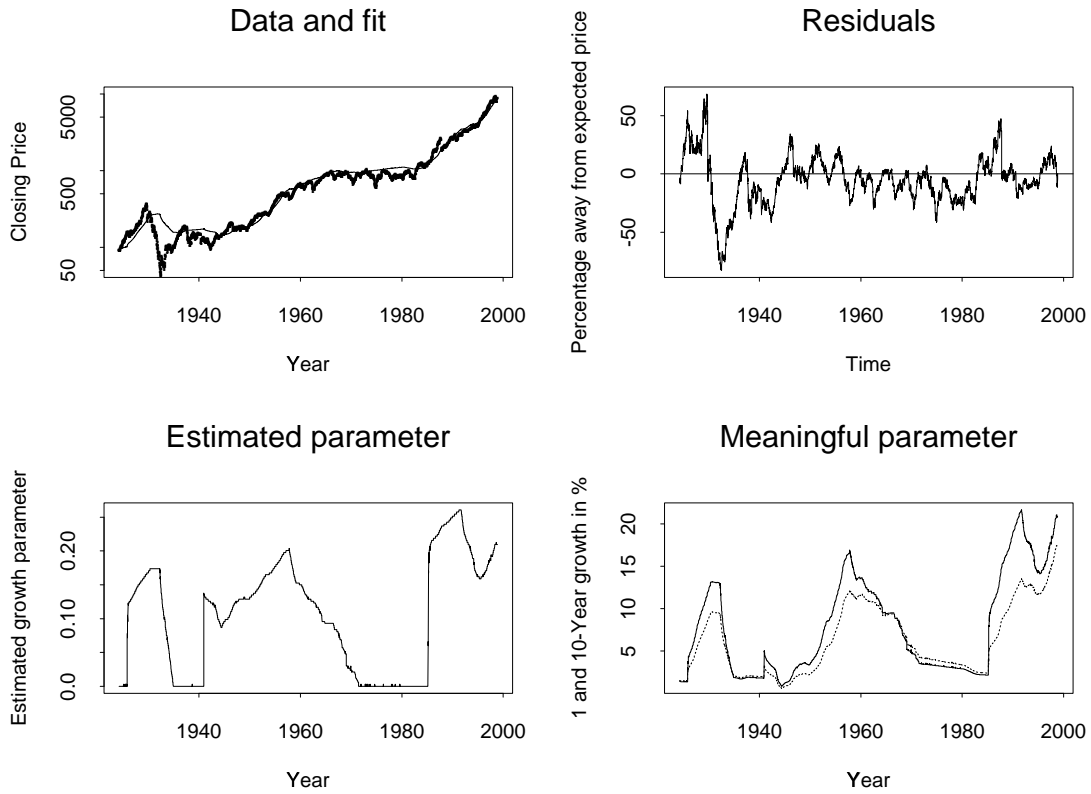 Data and fit
Closing Price
5000
500
50
1940
1960
1980
2000
Year
Residuals
Percentage away from expected price
50
0
-50
1940
1960
1980
2000
Time
Estimated parameter
Estimated growth parameter
0.20
0.10
0.0
1940
1960
1980
2000
Year
Meaningful parameter
1 and 10-Year growth in %
20
15
10
5
1940
1960
1980
2000
Year